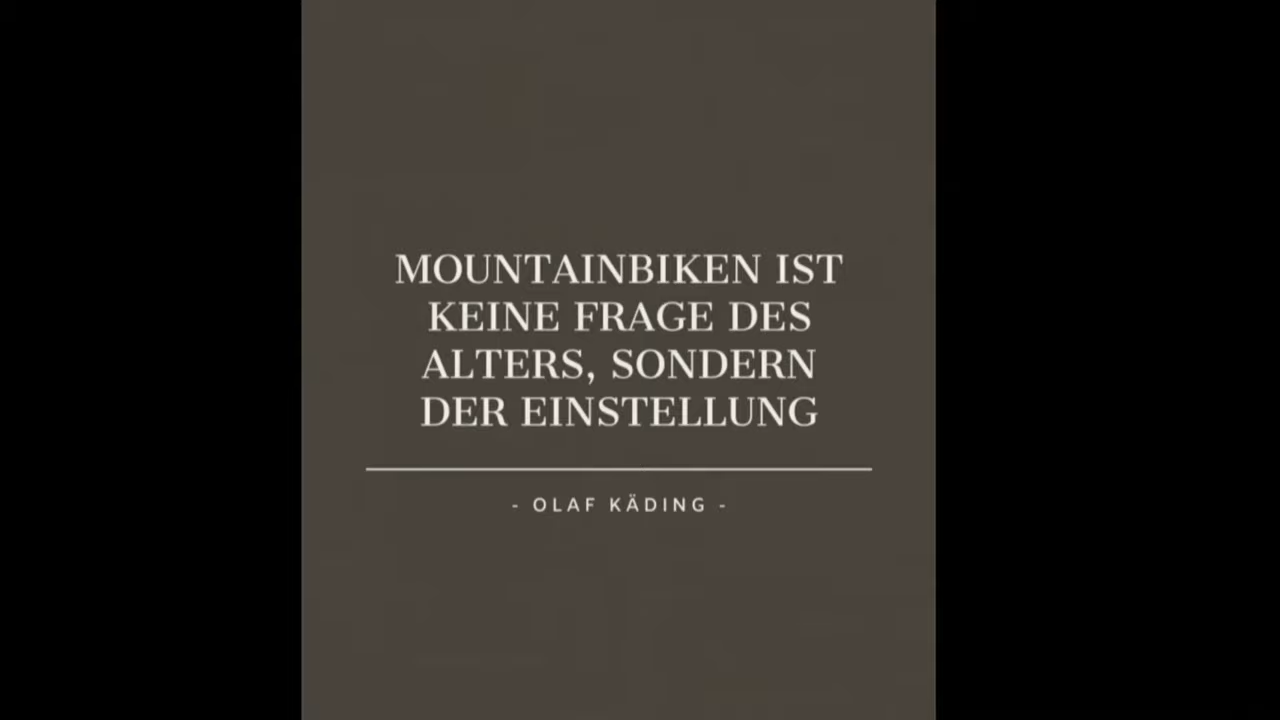 MOUNTAINBIKEN IST
KEINE FRAGE DES
ALTERS, SONDERN
DER EINSTELLUNG
- OLAF KÄDING -